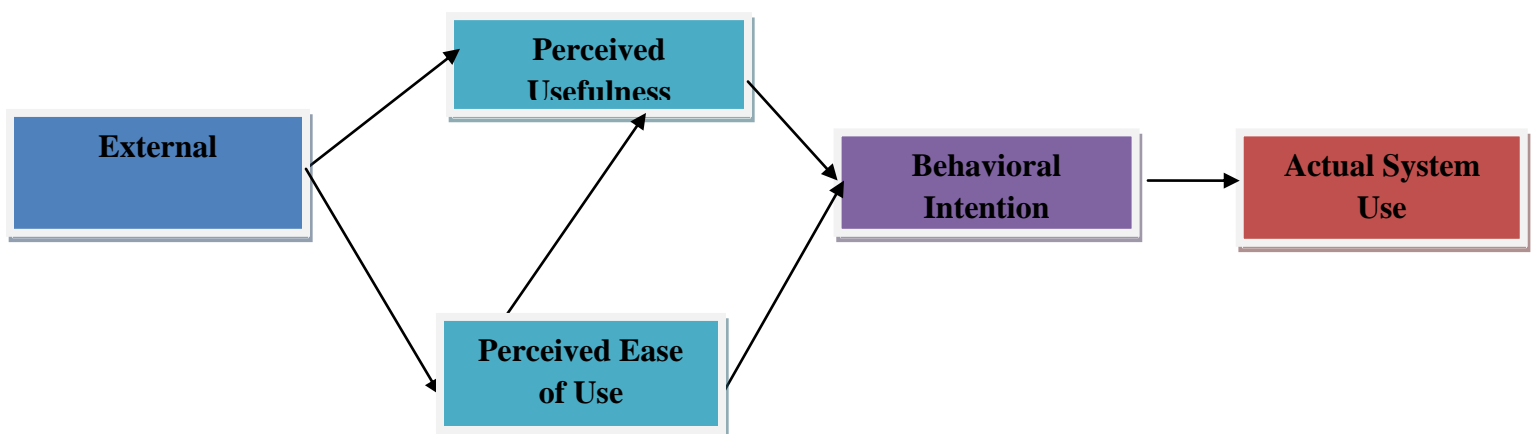 External
Perceived
Usefulness
Perceived Ease
of Use
Behavioral
Intention
Actual System
Use